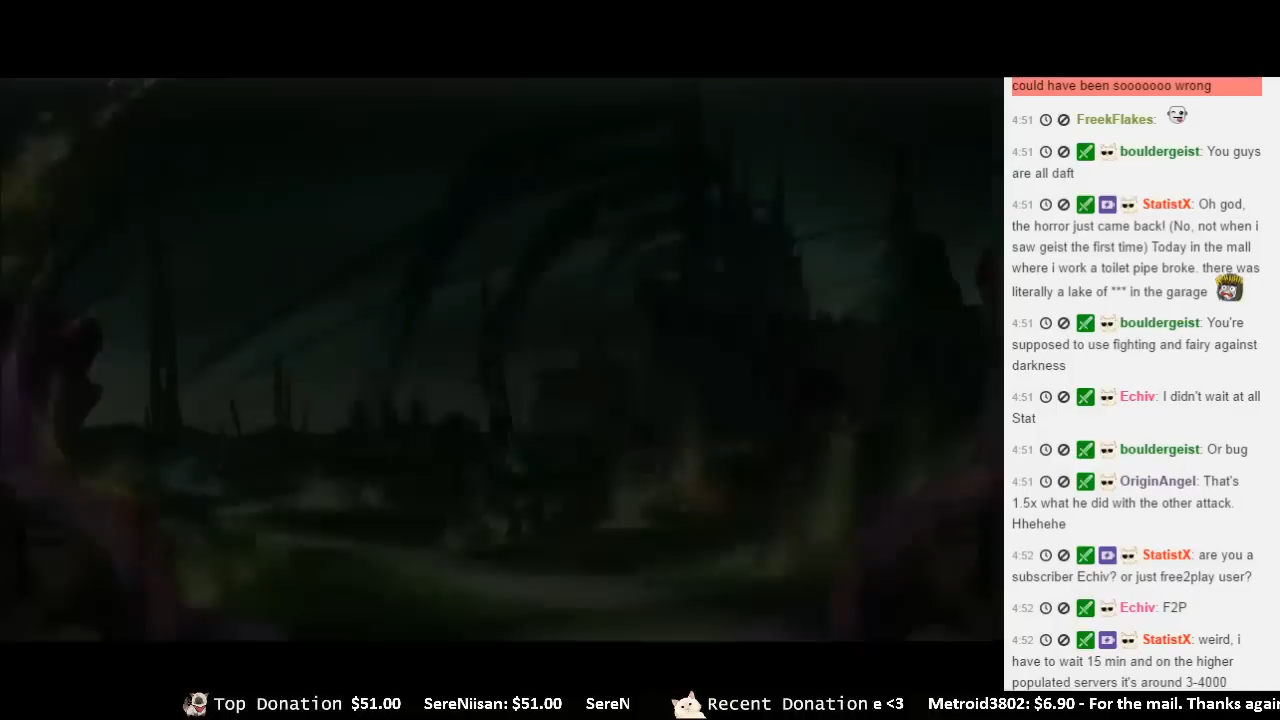 could have been sooooooo wrong
4:51 FreekFlakes:
4:51 bouldergeist: You guys
are all daft
4:51 StatistX: Oh god,
the horror just came back! (No, not when i
saw geist the first time) Today in the mall
where i work a toilet pipe broke. there was
literally a lake of *** in the garage
4:51 bouldergeist: You're
supposed to use fighting and fairy against
darkness
4:51 Echiv: I didn't wait at all
Stat
4:51 bouldergeist: Or bug
4:51 OriginAngel: That's
1.5x what he did with the other attack.
Hhehehe
4:52 StatistX: are you a
subscriber Echiv? or just free2play user?
4:52 Echiv: F2P
4:52 StatistX: weird, i
have to wait 15 min and on the higher
populated servers it's around 3-4000
Top Donation $51.00 SereNiisan: $51.00 SereN Recent Donation e <3 Metroid3802: $6.90 - For the mail. Thanks agai